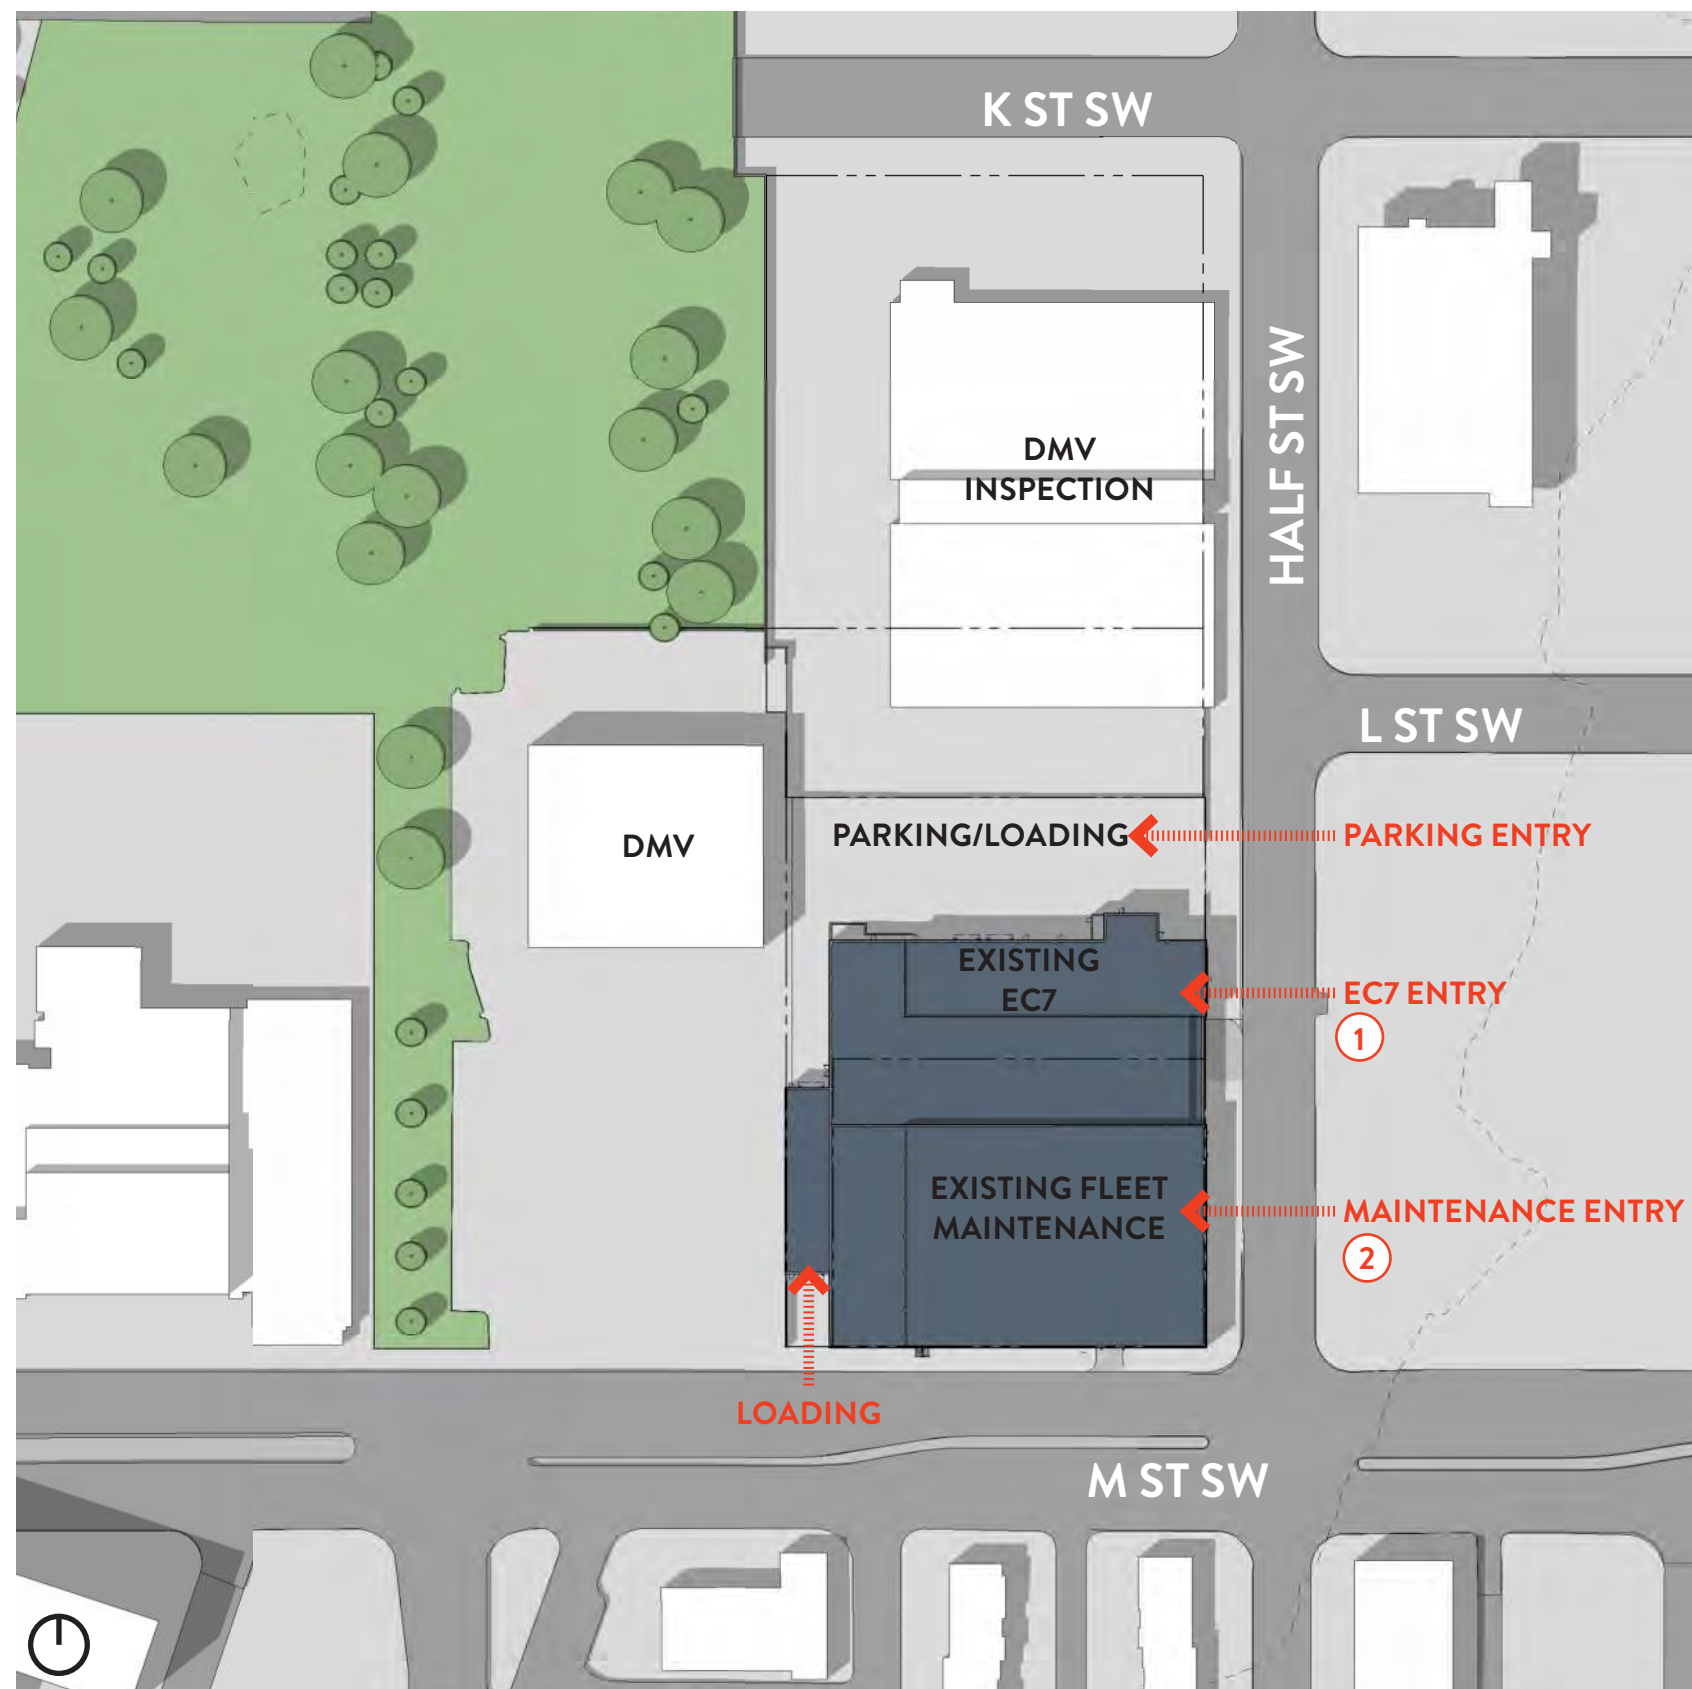 K ST SW
HALF ST SW
DMV
INSPECTION
L ST SW
PARKING/LOADING
PARKING ENTRY
DMV
EXISTING
EC7
EC7 ENTRY
1
EXISTING FLEET
MAINTENANCE
MAINTENANCE ENTRY
2
LOADING
M ST SW